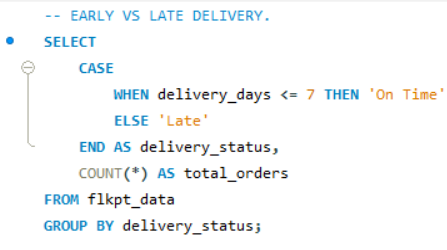 -- EARLY VS LATE DELIVERY.
SELECT
CASE
WHEN delivery_days <= 7 THEN 'On Time'
ELSE 'Late'
END AS delivery_status,
COUNT(*) AS total_orders
FROM flkpt_data
GROUP BY delivery_status;